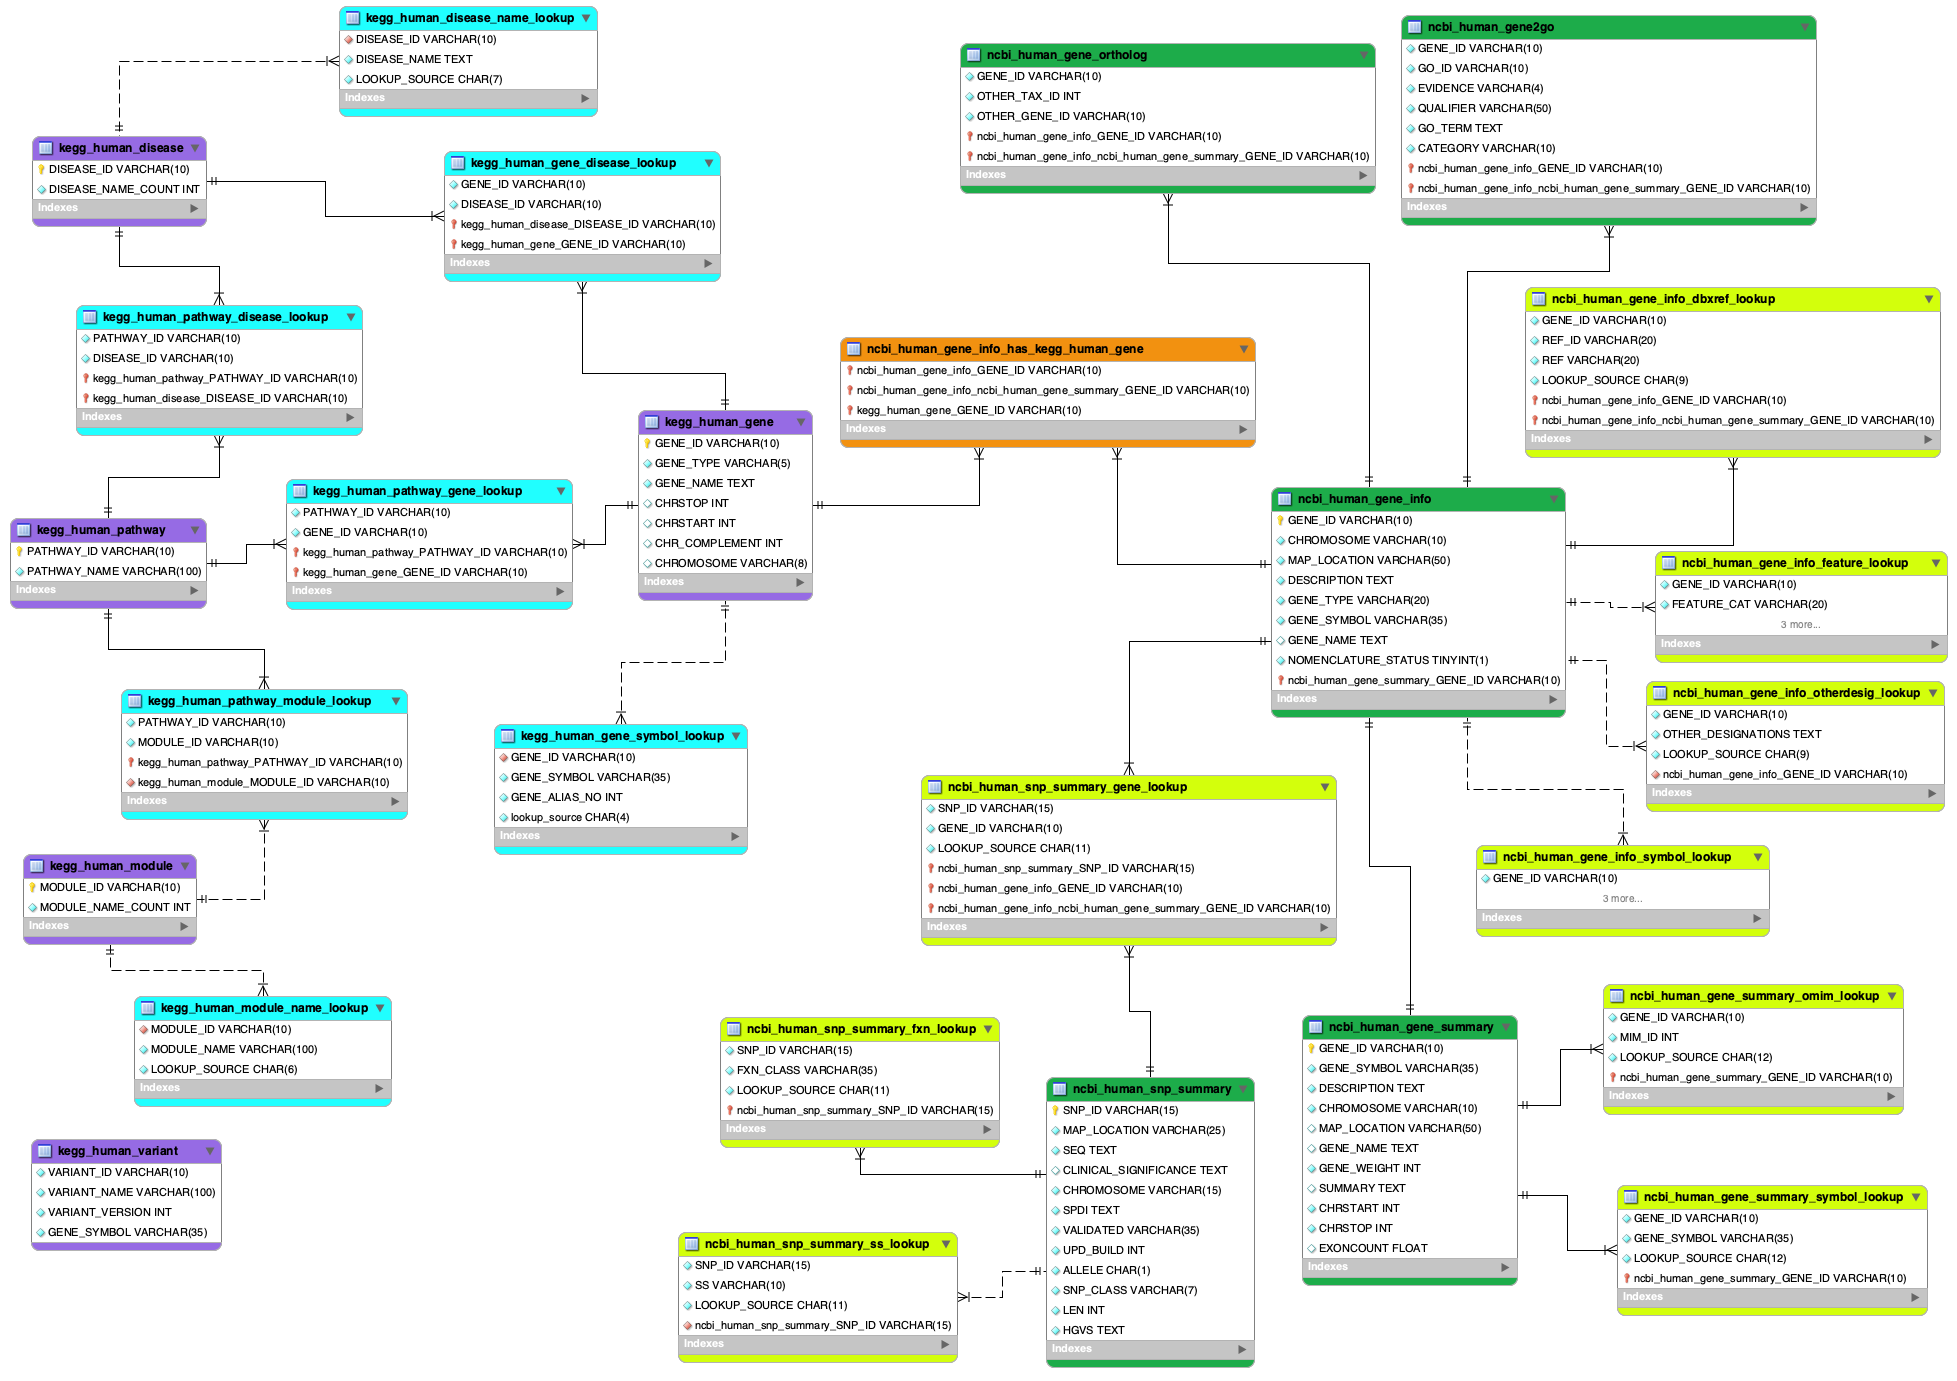 kegg_human_disease_name_lookup
DISEASE_ID VARCHAR(10)
DISEASE_NAME TEXT
LOOKUP_SOURCE CHAR(7)
Indexes
kegg_human_disease
DISEASE_ID VARCHAR(10)
DISEASE_NAME_COUNT INT
Indexes
kegg_human_gene_disease_lookup
GENE_ID VARCHAR(10)
DISEASE_ID VARCHAR(10)
kegg_human_disease_DISEASE_ID VARCHAR(10)
kegg_human_gene_GENE_ID VARCHAR(10)
Indexes
kegg_human_pathway_disease_lookup
PATHWAY_ID VARCHAR(10)
DISEASE_ID VARCHAR(10)
kegg_human_pathway_PATHWAY_ID VARCHAR(10)
kegg_human_disease_DISEASE_ID VARCHAR(10)
Indexes
kegg_human_pathway
PATHWAY_ID VARCHAR(10)
PATHWAY_NAME VARCHAR(100)
Indexes
kegg_human_pathway_gene_lookup
PATHWAY_ID VARCHAR(10)
GENE_ID VARCHAR(10)
kegg_human_pathway_PATHWAY_ID VARCHAR(10)
kegg_human_gene_GENE_ID VARCHAR(10)
Indexes
kegg_human_gene
GENE_ID VARCHAR(10)
GENE_TYPE VARCHAR(5)
GENE_NAME TEXT
CHRSTOP INT
CHRSTART INT
CHR_COMPLEMENT INT
CHROMOSOME VARCHAR(8)
Indexes
kegg_human_pathway_module_lookup
PATHWAY_ID VARCHAR(10)
MODULE_ID VARCHAR(10)
kegg_human_pathway_PATHWAY_ID VARCHAR(10)
kegg_human_module_MODULE_ID VARCHAR(10)
Indexes
kegg_human_gene_symbol_lookup
GENE_ID VARCHAR(10)
GENE_SYMBOL VARCHAR(35)
GENE_ALIAS_NO INT
lookup_source CHAR(4)
Indexes
kegg_human_module
MODULE_ID VARCHAR(10)
MODULE_NAME_COUNT INT
Indexes
kegg_human_module_name_lookup
MODULE_ID VARCHAR(10)
MODULE_NAME VARCHAR(100)
LOOKUP_SOURCE CHAR(6)
Indexes
kegg_human_variant
VARIANT_ID VARCHAR(10)
VARIANT_NAME VARCHAR(100)
VARIANT_VERSION INT
GENE_SYMBOL VARCHAR(35)
ncbi_human_gene_ortholog
GENE_ID VARCHAR(10)
OTHER_TAX_ID INT
OTHER_GENE_ID VARCHAR(10)
ncbi_human_gene_info_GENE_ID VARCHAR(10)
ncbi_human_gene_info_ncbi_human_gene_summary_GENE_ID VARCHAR(10)
Indexes
ncbi_human_gene2go
GENE_ID VARCHAR(10)
GO_ID VARCHAR(10)
EVIDENCE VARCHAR(4)
QUALIFIER VARCHAR(50)
GO_TERM TEXT
CATEGORY VARCHAR(10)
ncbi_human_gene_info_GENE_ID VARCHAR(10)
ncbi_human_gene_info_ncbi_human_gene_summary_GENE_ID VARCHAR(10)
Indexes
ncbi_human_gene_info_dbxref_lookup
GENE_ID VARCHAR(10)
REF_ID VARCHAR(20)
REF VARCHAR(20)
LOOKUP_SOURCE CHAR(9)
ncbi_human_gene_info_GENE_ID VARCHAR(10)
ncbi_human_gene_info_ncbi_human_gene_summary_GENE_ID VARCHAR(10)
Indexes
ncbi_human_gene_info_has_kegg_human_gene
ncbi_human_gene_info_GENE_ID VARCHAR(10)
ncbi_human_gene_info_ncbi_human_gene_summary_GENE_ID VARCHAR(10)
kegg_human_gene_GENE_ID VARCHAR(10)
Indexes
ncbi_human_gene_info
GENE_ID VARCHAR(10)
CHROMOSOME VARCHAR(10)
MAP_LOCATION VARCHAR(50)
DESCRIPTION TEXT
GENE_TYPE VARCHAR(20)
GENE_SYMBOL VARCHAR(35)
GENE_NAME TEXT
NOMENCLATURE_STATUS TINYINT(1)
ncbi_human_gene_summary_GENE_ID VARCHAR(10)
Indexes
ncbi_human_gene_info_feature_lookup
GENE_ID VARCHAR(10)
FEATURE_CAT VARCHAR(20)
3 more...
Indexes
ncbi_human_gene_info_otherdesig_lookup
GENE_ID VARCHAR(10)
OTHER_DESIGNATIONS TEXT
LOOKUP_SOURCE CHAR(9)
ncbi_human_gene_info_GENE_ID VARCHAR(10)
Indexes
ncbi_human_gene_info_symbol_lookup
GENE_ID VARCHAR(10)
3 more...
Indexes
ncbi_human_snp_summary_gene_lookup
SNP_ID VARCHAR(15)
GENE_ID VARCHAR(10)
LOOKUP_SOURCE CHAR(11)
ncbi_human_snp_summary_SNP_ID VARCHAR(15)
ncbi_human_gene_info_GENE_ID VARCHAR(10)
ncbi_human_gene_info_ncbi_human_gene_summary_GENE_ID VARCHAR(10)
Indexes
ncbi_human_snp_summary_fxn_lookup
SNP_ID VARCHAR(15)
FXN_CLASS VARCHAR(35)
LOOKUP_SOURCE CHAR(11)
ncbi_human_snp_summary_SNP_ID VARCHAR(15)
Indexes
ncbi_human_snp_summary_ss_lookup
SNP_ID VARCHAR(15)
SS VARCHAR(10)
LOOKUP_SOURCE CHAR(11)
ncbi_human_snp_summary_SNP_ID VARCHAR(15)
Indexes
ncbi_human_snp_summary
SNP_ID VARCHAR(15)
MAP_LOCATION VARCHAR(25)
SEQ TEXT
CLINICAL_SIGNIFICANCE TEXT
CHROMOSOME VARCHAR(15)
SPDI TEXT
VALIDATED VARCHAR(35)
UPD_BUILD INT
ALLELE CHAR(1)
SNP_CLASS VARCHAR(7)
LEN INT
HGVS TEXT
Indexes
ncbi_human_gene_summary
GENE_ID VARCHAR(10)
GENE_SYMBOL VARCHAR(35)
DESCRIPTION TEXT
CHROMOSOME VARCHAR(10)
MAP_LOCATION VARCHAR(50)
GENE_NAME TEXT
GENE_WEIGHT INT
SUMMARY TEXT
CHRSTART INT
CHRSTOP INT
EXONCOUNT FLOAT
Indexes
ncbi_human_gene_summary_omim_lookup
GENE_ID VARCHAR(10)
MIM_ID INT
LOOKUP_SOURCE CHAR(12)
ncbi_human_gene_summary_GENE_ID VARCHAR(10)
Indexes
ncbi_human_gene_summary_symbol_lookup
GENE_ID VARCHAR(10)
GENE_SYMBOL VARCHAR(35)
LOOKUP_SOURCE CHAR(12)
ncbi_human_gene_summary_GENE_ID VARCHAR(10)
Indexes